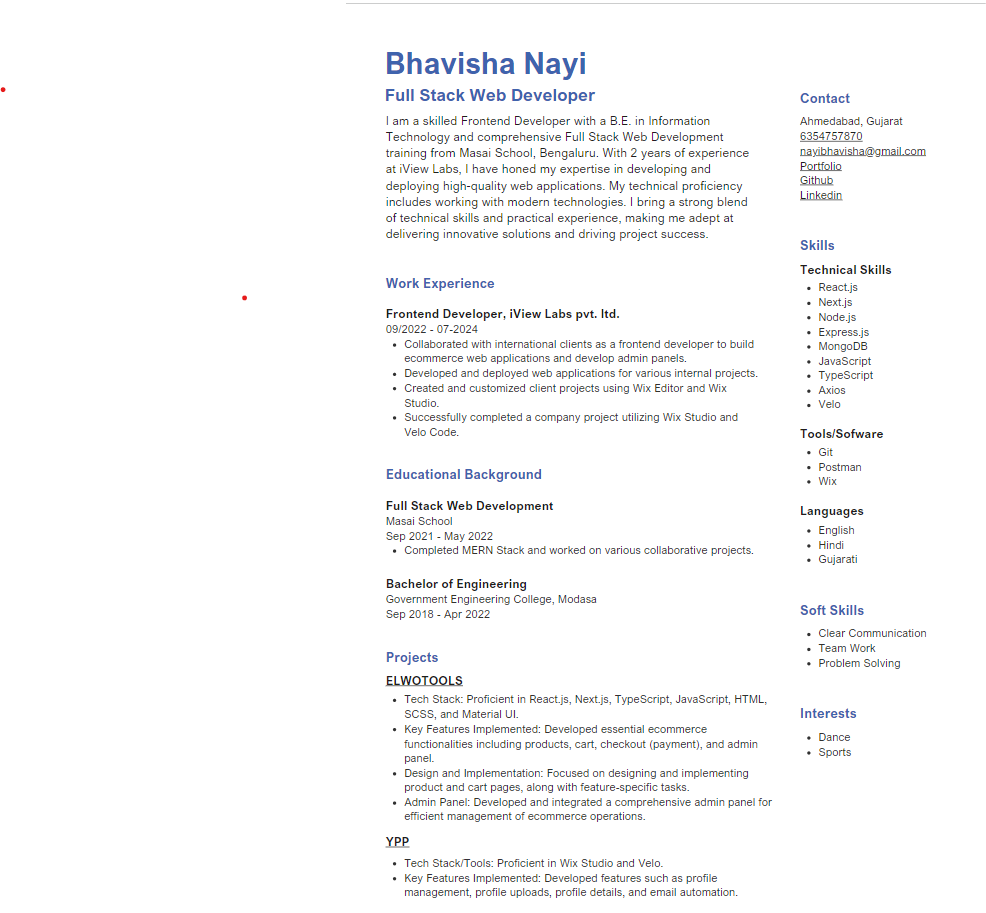 Bhavisha Nayi
Full Stack Web Developer
I am a skilled Frontend Developer with a B.E. in Information
Technology and comprehensive Full Stack Web Development
training from Masai School, Bengaluru. With 2 years of experience
at iView Labs, I have honed my expertise in developing and
deploying high-quality web applications. My technical proficiency
includes working with modern technologies. I bring a strong blend
of technical skills and practical experience, making me adept at
delivering innovative solutions and driving project success.
Work Experience
Frontend Developer, iView Labs pvt. ltd.
09/2022 - 07-2024
• Collaborated with international clients as a frontend developer to build
ecommerce web applications and develop admin panels.
• Developed and deployed web applications for various internal projects.
• Created and customized client projects using Wix Editor and Wix
Studio.
• Successfully completed a company project utilizing Wix Studio and
Velo Code.
Educational Background
Full Stack Web Development
Masai School
Sep 2021 - May 2022
• Completed MERN Stack and worked on various collaborative projects.
Bachelor of Engineering
Government Engineering College, Modasa
Sep 2018 - Apr 2022
Projects
ELWOTOOLS
• Tech Stack: Proficient in React.js, Next.js, TypeScript, JavaScript, HTML,
SCSS, and Material UI.
• Key Features Implemented: Developed essential ecommerce
functionalities including products, cart, checkout (payment), and admin
panel.
• Design and Implementation: Focused on designing and implementing
product and cart pages, along with feature-specific tasks.
• Admin Panel: Developed and integrated a comprehensive admin panel for
efficient management of ecommerce operations.
YPP
• Tech Stack/Tools: Proficient in Wix Studio and Velo.
• Key Features Implemented: Developed features such as profile
management, profile uploads, profile details, and email automation.
Contact
Ahmedabad, Gujarat
6354757870
nayibhavisha@gmail.com
Portfolio
Github
Linkedin
Skills
Technical Skills
• React.js
• Next.js
• Node.js
• Express.js
• MongoDB
• JavaScript
• TypeScript
• Axios
• Velo
Tools/Sofware
• Git
• Postman
• Wix
Languages
• English
• Hindi
• Gujarati
Soft Skills
• Clear Communication
• Team Work
• Problem Solving
Interests
• Dance
• Sports